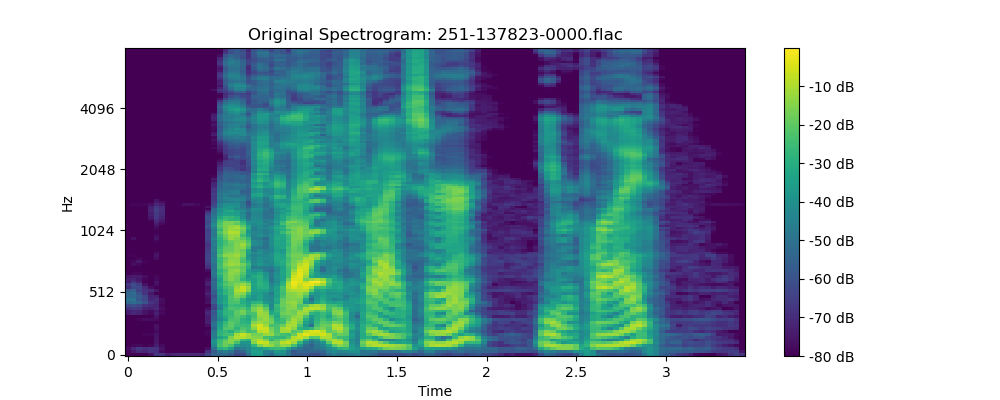 Original Spectrogram: 251-137823-0000.flac
4096
2048
1024
512
0
Hz
0
0.5
1
1.5
2
2.5
3
Time
-10 dB
-20 dB
-30 dB
-40 dB
-50 dB
-60 dB
-70 dB
-80 dB